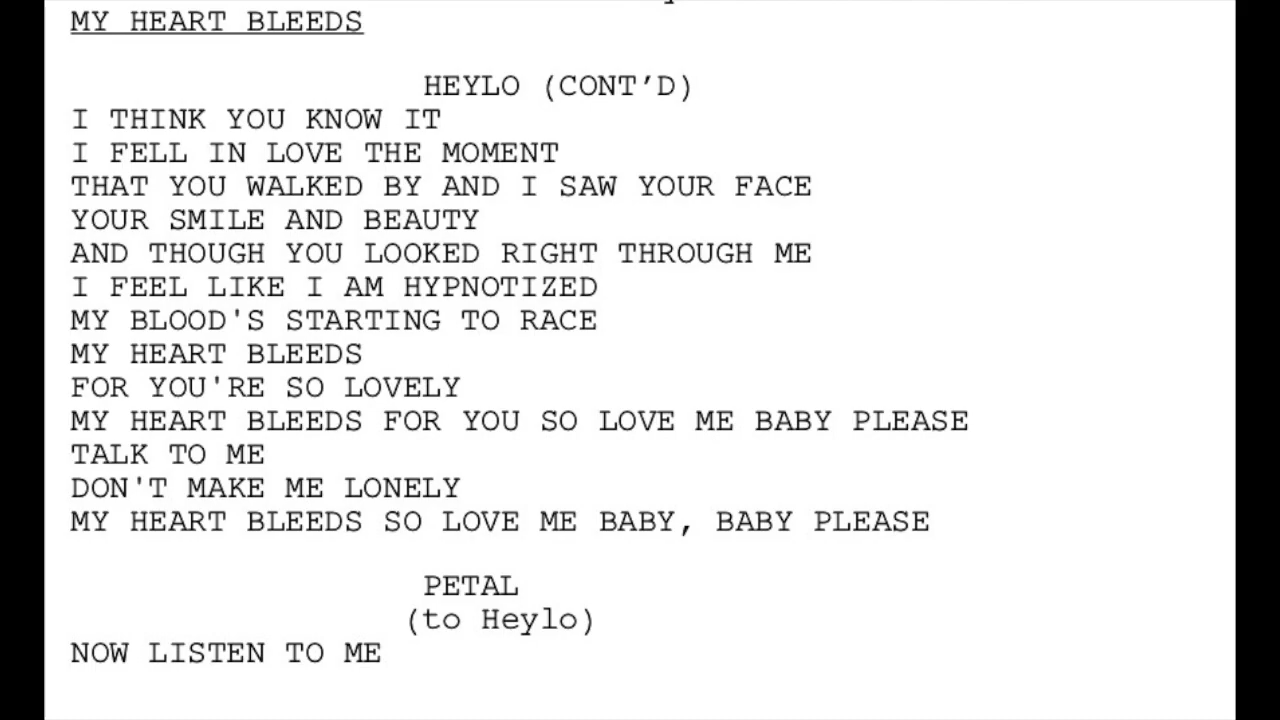 MY HEART BLEEDS
HEYLO (CONT’D)
I THINK YOU KNOW IT
I FELL IN LOVE THE MOMENT
THAT YOU WALKED BY AND I SAW YOUR FACE
YOUR SMILE AND BEAUTY
AND THOUGH YOU LOOKED RIGHT THROUGH ME
I FEEL LIKE I AM HYPNOTIZED
MY BLOOD'S STARTING TO RACE
MY HEART BLEEDS
FOR YOU'RE SO LOVELY
MY HEART BLEEDS FOR YOU SO LOVE ME BABY PLEASE
TALK TO ME
DON'T MAKE ME LONELY
MY HEART BLEEDS SO LOVE ME BABY, BABY PLEASE
PETAL
(to Heylo)
NOW LISTEN TO ME